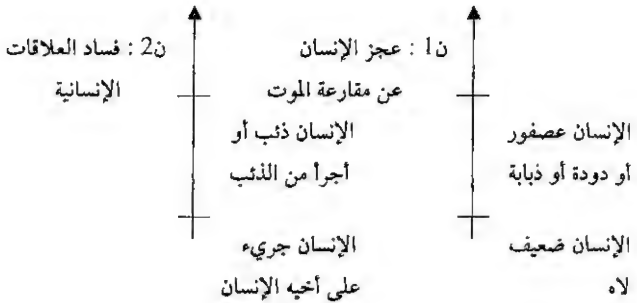 ن1 : عجز الإنسان
عن مقارعة الموت
الإنسان عصفور
أو دودة أو ذبابة
الإنسان ضعيف
لاه
ن2 : فساد العلاقات
الإنسانية
الإنسان ذئب أو
أجرأ من الذئب
الإنسان جريء
على أخيه الإنسان